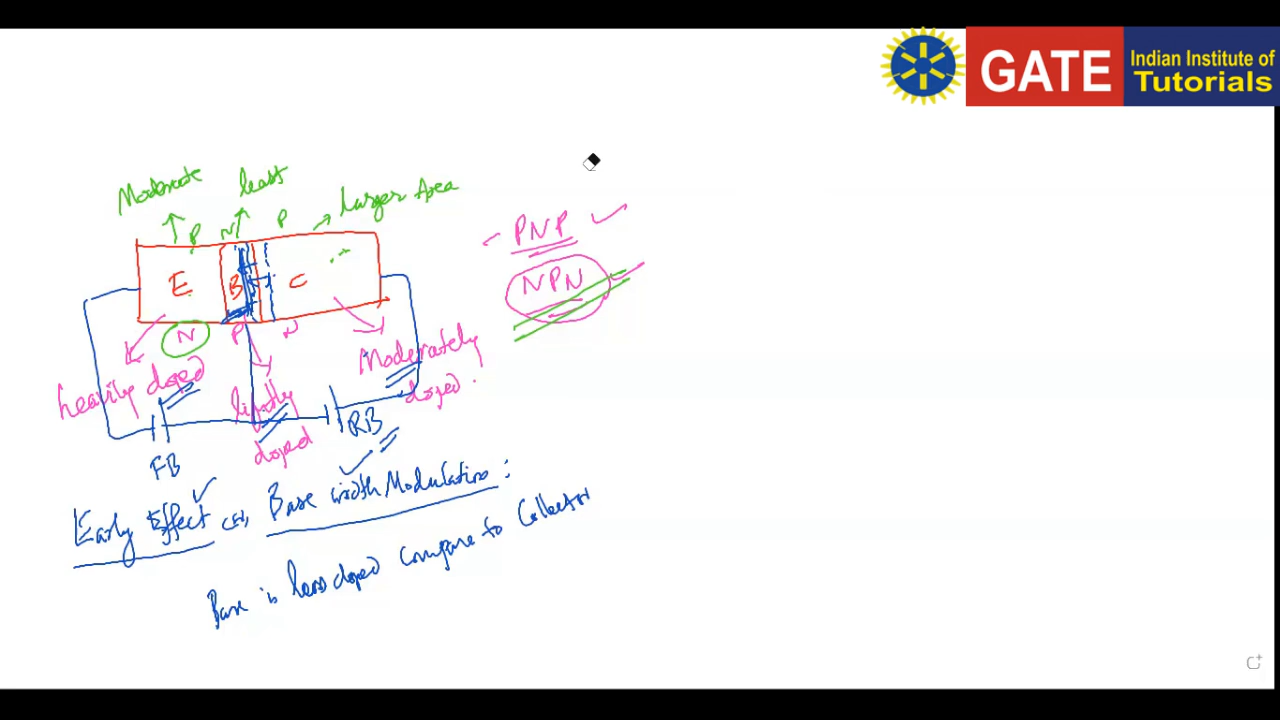 GATE
Indian Institute of
Tutorials
Moderate
least
larger Area
P
N
P
PNP
NPN
E
B
C
N
P
N
heavily doped
lightly
doped
Moderately
doped
FB
RB
Early Effect (or) Base width Modulation :
Base is less doped compare to Collector